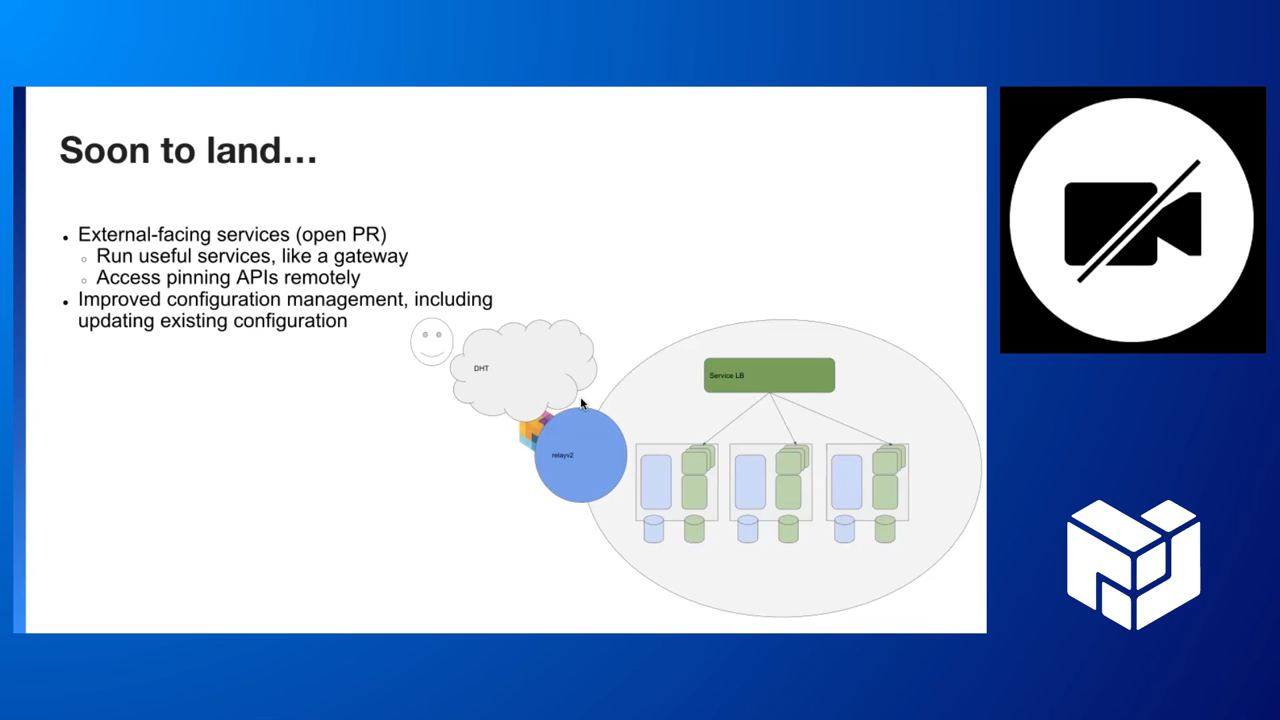 Soon to land…
External-facing services (open PR)
Run useful services, like a gateway
Access pinning APIs remotely
Improved configuration management, including
updating existing configuration
DHT
Service LB
relayv2